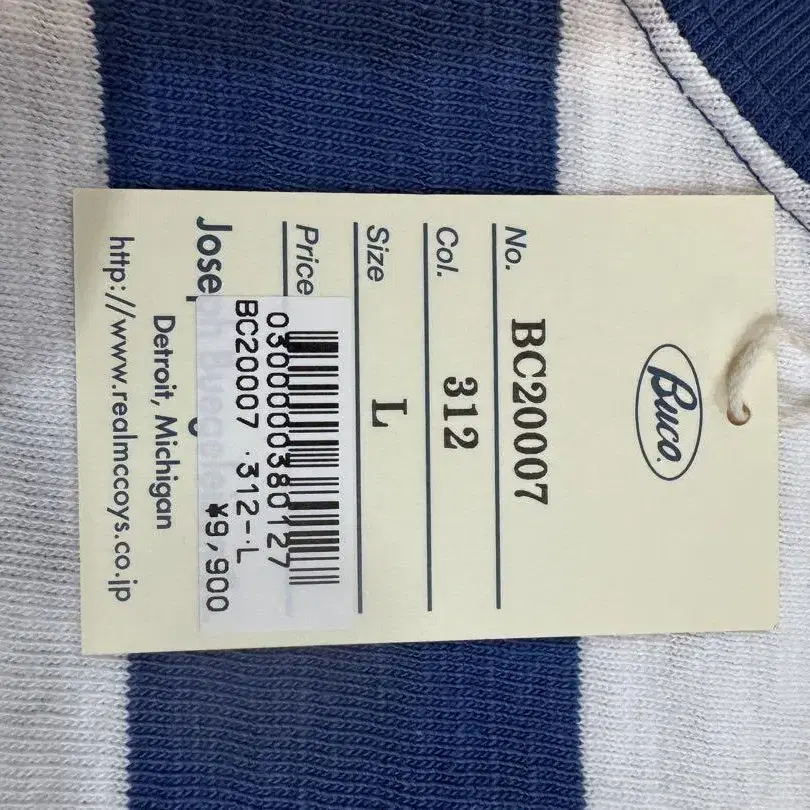 Buco.
No. BC20007
Col. 312
Size L
Price
0300000380127
BC20007 .312-.L
¥9,900
Detroit, Michigan
http://www.realmccoys.co.jp